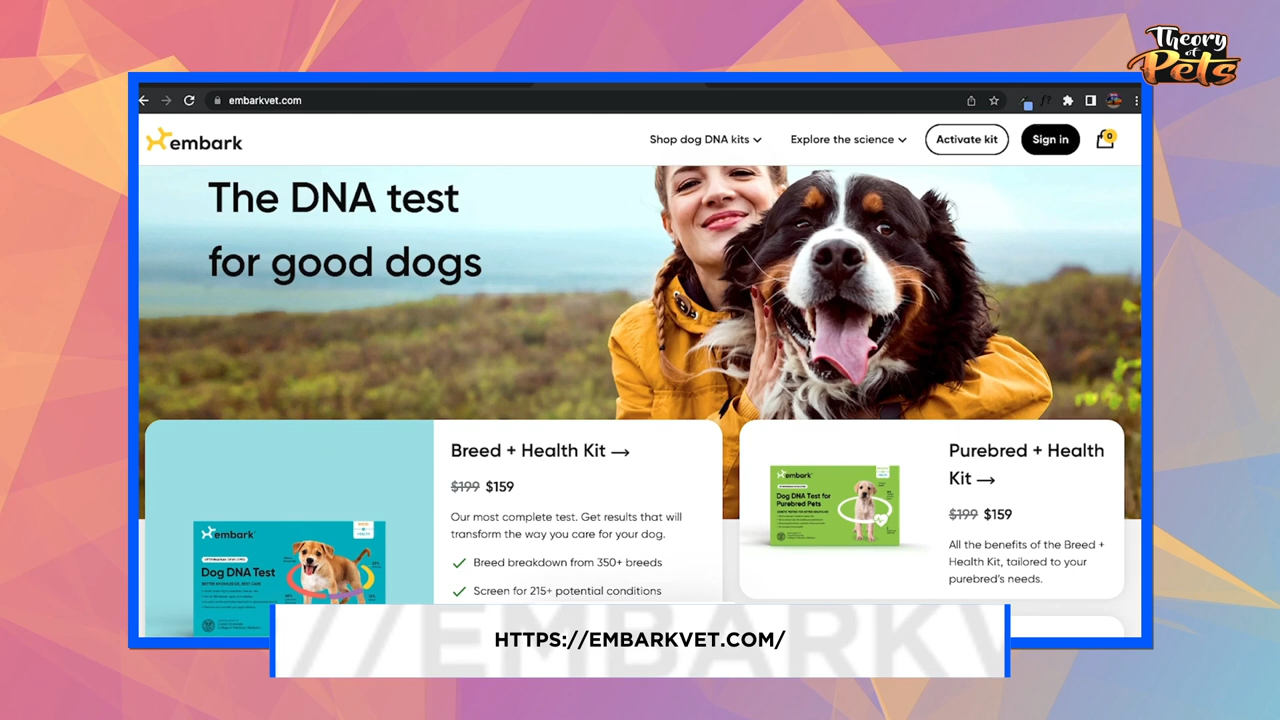 Theory
of
Pets
embarkvet.com
embark
Shop dog DNA kits
Explore the science
Activate kit
Sign in
0
The DNA test
for good dogs
Breed + Health Kit →
$199 $159
Our most complete test. Get results that will
transform the way you care for your dog.
Breed breakdown from 350+ breeds
Screen for 215+ potential conditions
embark
Dog DNA Test
Purebred + Health
Kit →
$199 $159
All the benefits of the Breed +
Health Kit, tailored to your
purebred's needs.
embark
Dog DNA Test for
Purebred Pets
HTTPS://EMBARKVET.COM/
//EMBARKV